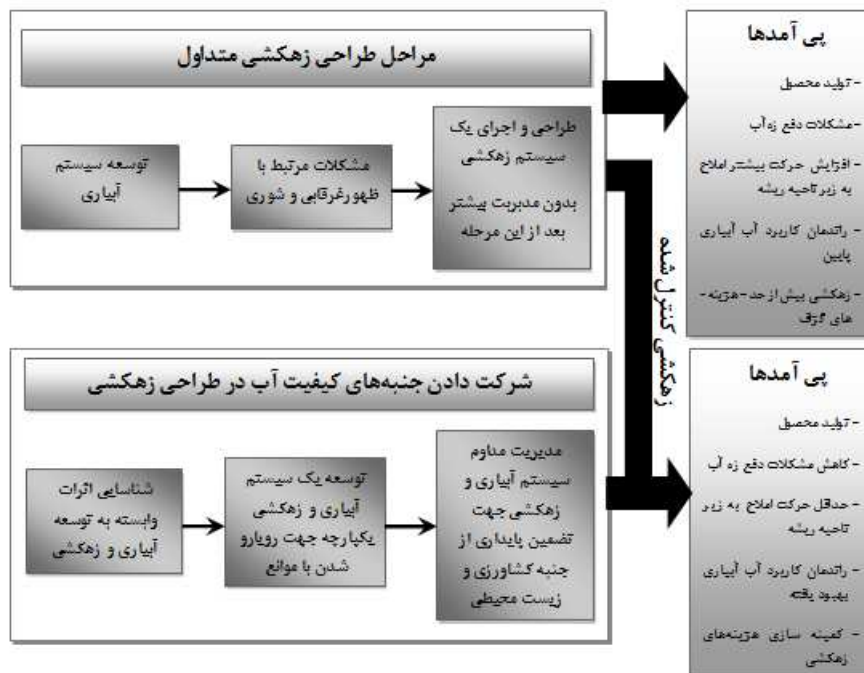 مراحل طراحی زهکشی متداول
توسعه سیستم
آبیاری
مشکلات مرتبط با
ظهورغرقابی و شوری
طراحی و اجرای یک
سیستم زهکشی
بدون مدیریت بیشتر
بعد از این مرحله
پی آمدها
- تولید محصول
-مشکلات دفع زه‌آب
- افزایش حرکت بیشتر املاح
به زیر ناحیه ریشه
- راندمان کاربرد آب آبیاری
پایین
- زهکشی بیش از حد -هزینه-
های گزاف
زهکشی کنترل شده
شرکت دادن جنبه‌های کیفیت آب در طراحی زهکشی
شناسایی اثرات
وابسته به توسعه
آبیاری و زهکشی
توسعه یک سیستم
آبیاری و زهکشی
یکپارچه جهت رویارو
شدن با موانع
مدیریت مداوم
سیستم آبیاری و
زهکشی جهت
تضمین پایداری از
جنبه کشاورزی و
زیست محیطی
پی آمدها
- تولید محصول
- کاهش مشکلات دفع زه آب
- حداقل حرکت املاح به زیر
ناحیه ریشه
- راندمان کاربرد آب آبیاری
بهبود یافته
- کمینه سازی هزینه‌های
زهکشی